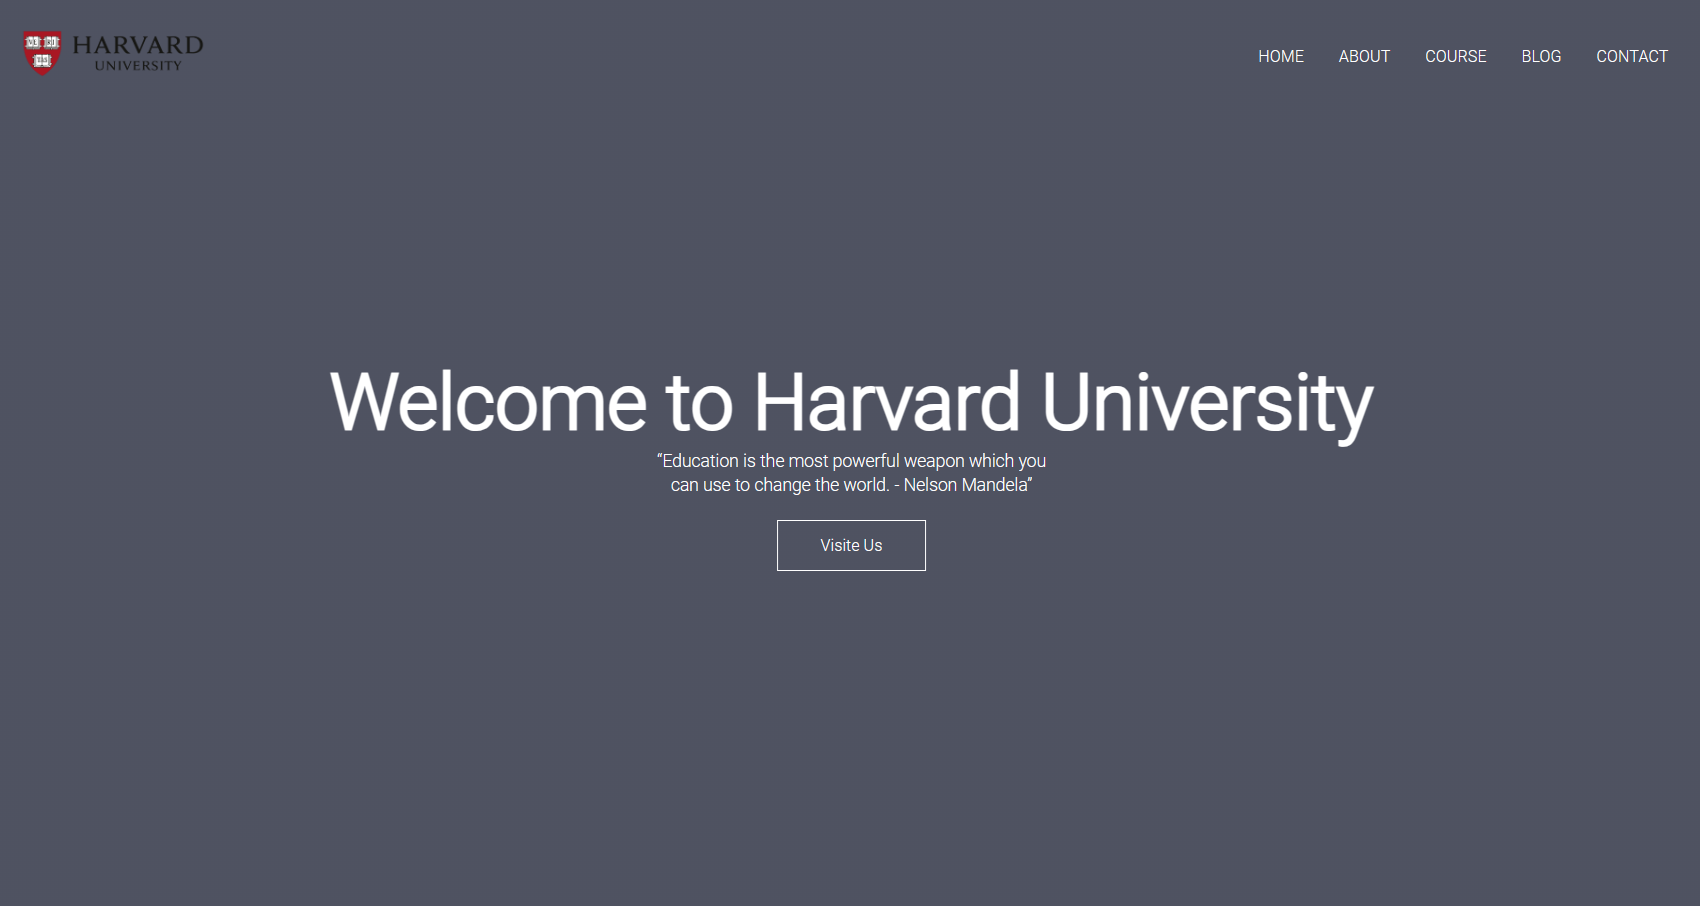 HARVARD
UNIVERSITY
HOME ABOUT COURSE BLOG CONTACT
Welcome to Harvard University
“Education is the most powerful weapon which you
can use to change the world. - Nelson Mandela”
Visite Us